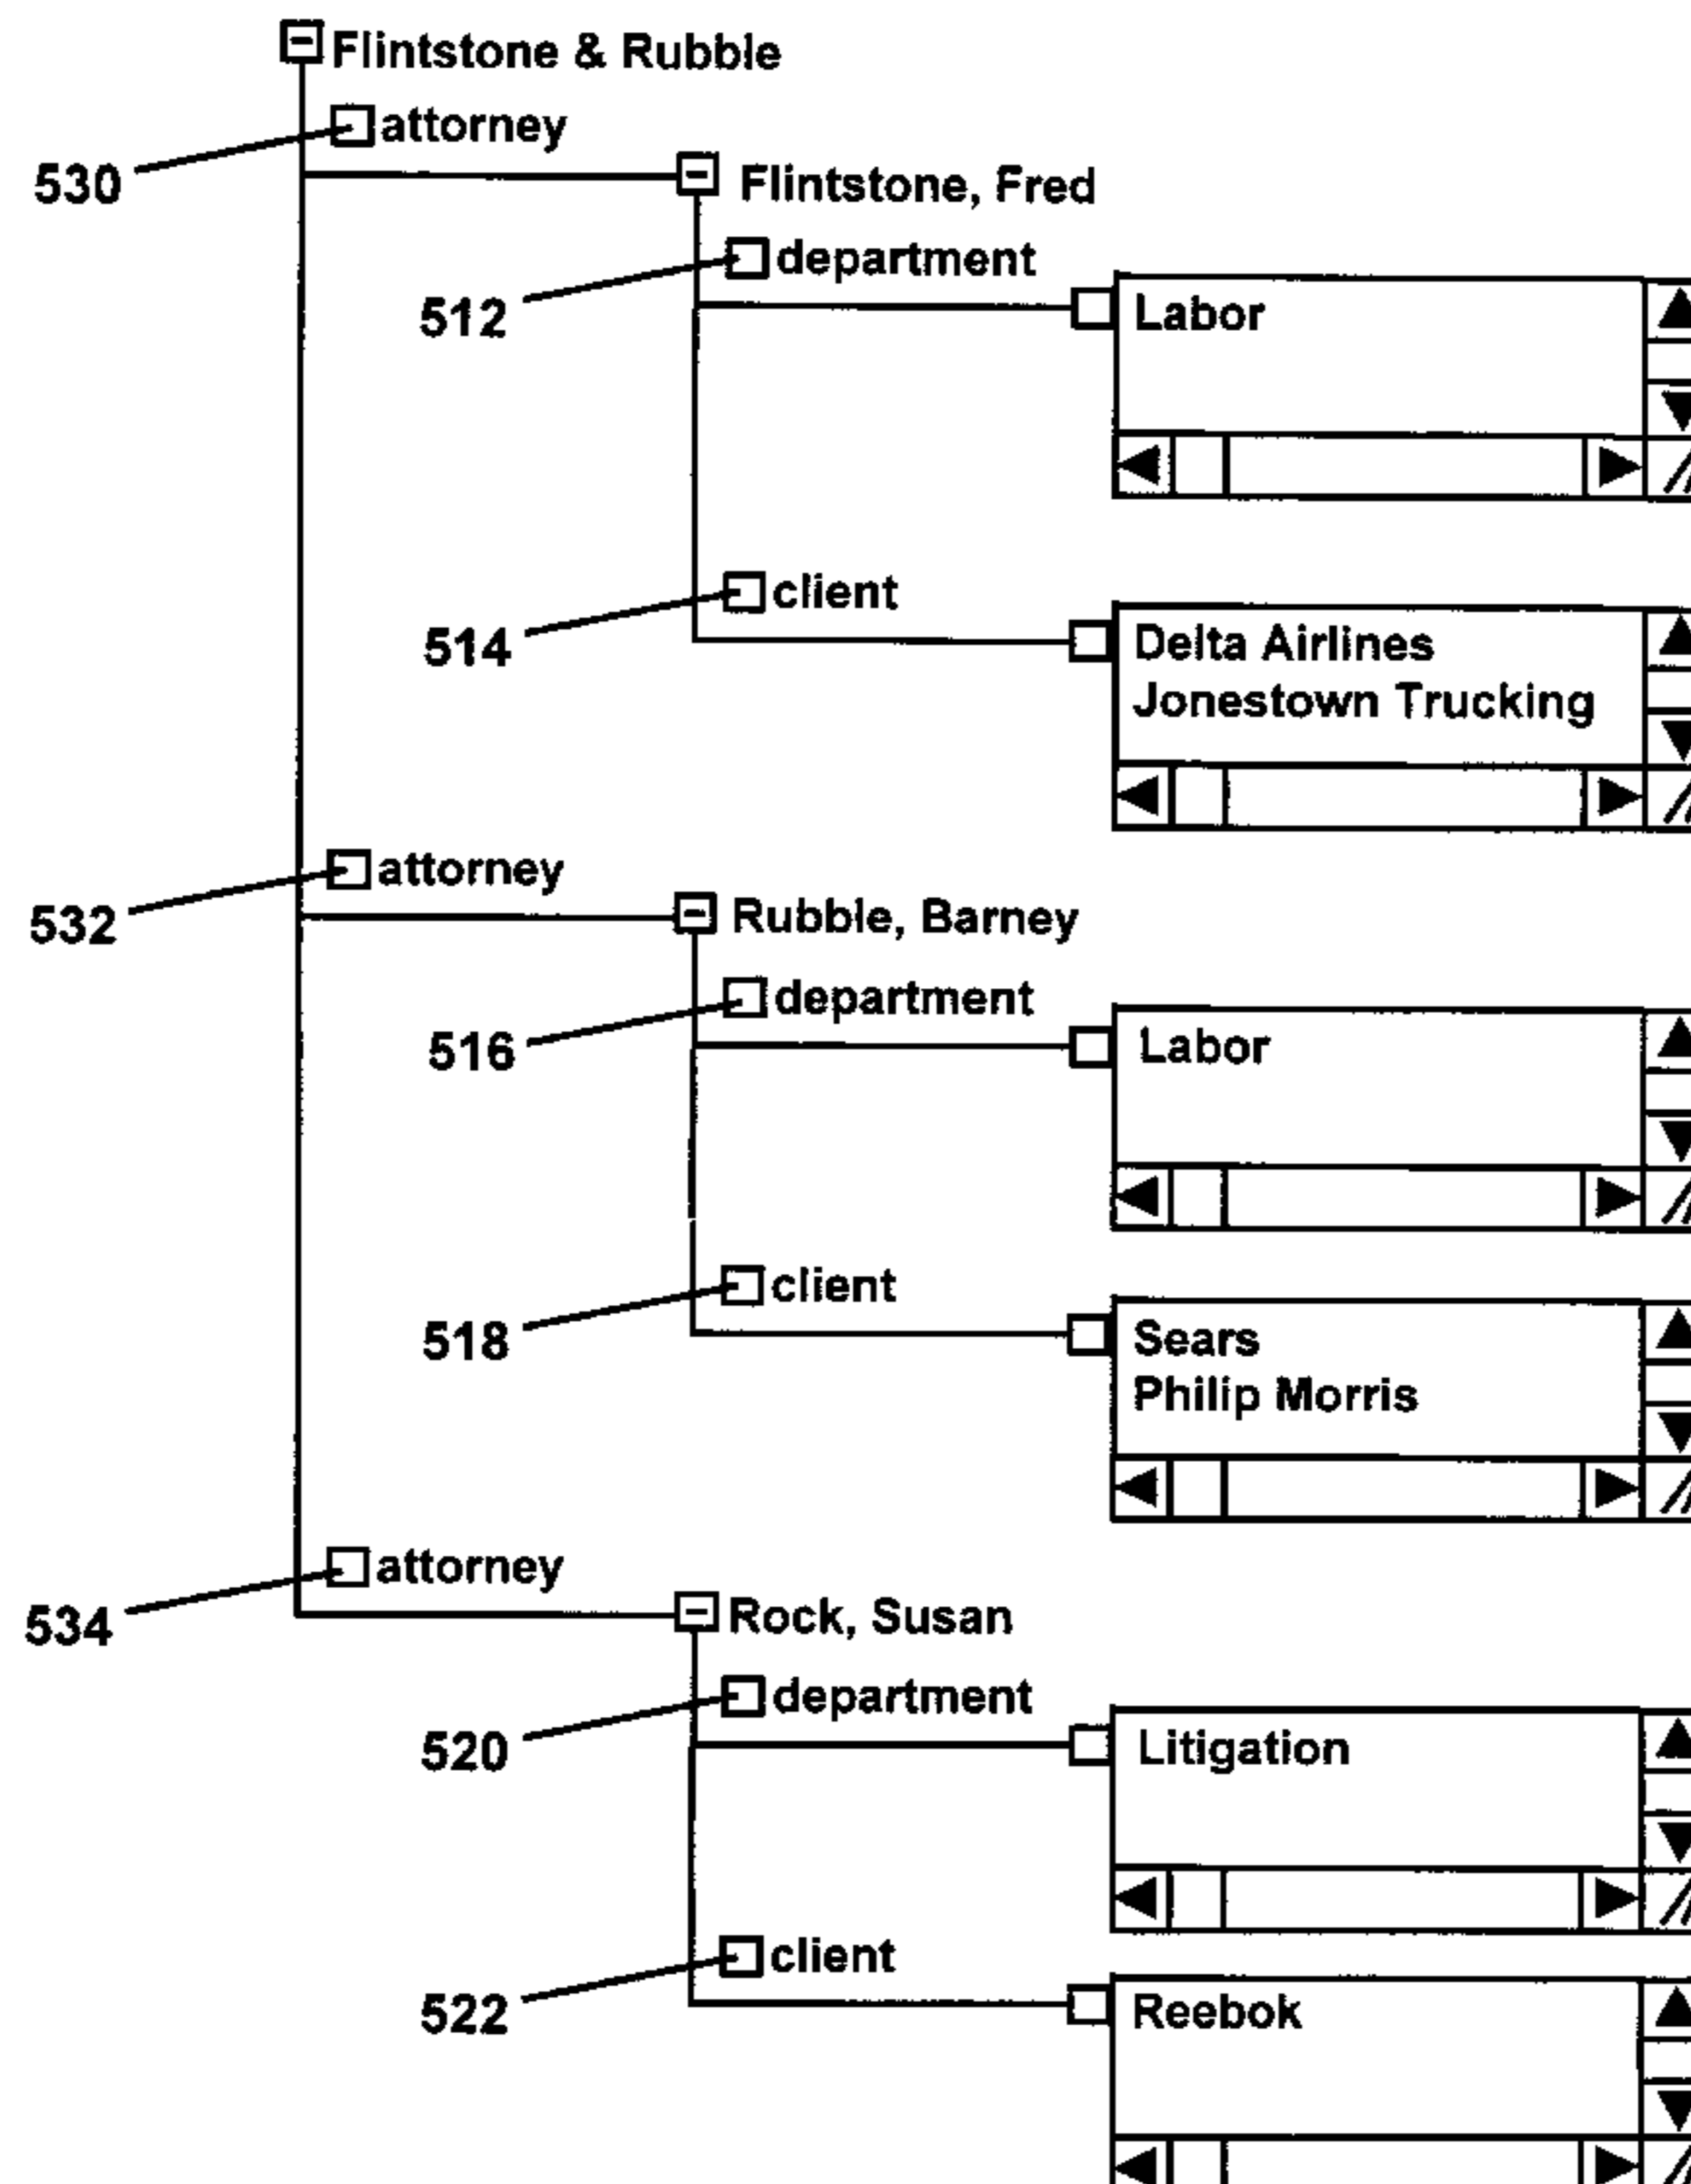 Flintstone & Rubble
attorney
530
Flintstone, Fred
department
512
Labor
client
514
Delta Airlines
Jonestown Trucking
attorney
532
Rubble, Barney
department
516
Labor
client
518
Sears
Philip Morris
attorney
534
Rock, Susan
department
520
Litigation
client
522
Reebok